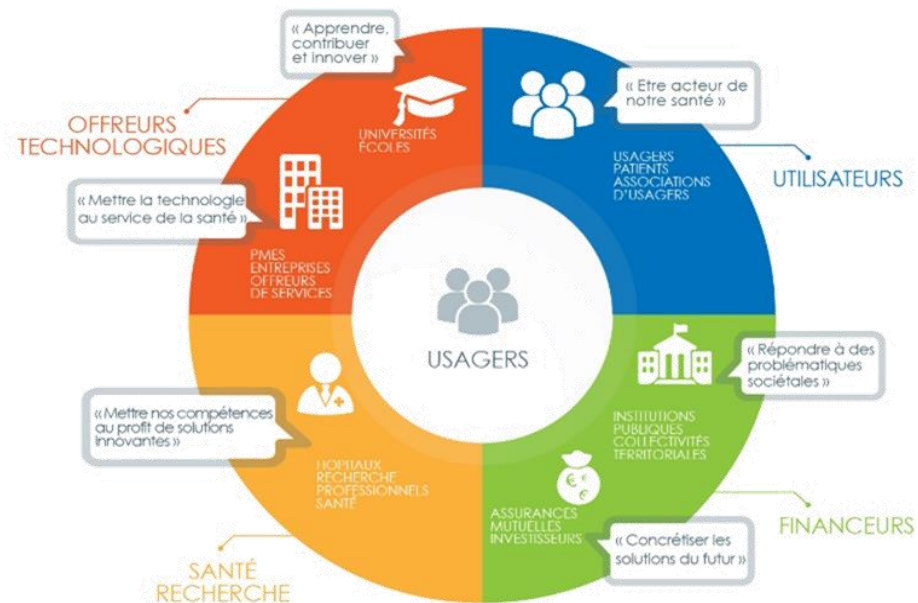 « Apprendre,
contribuer
et innover »
UNIVERSITÉS
ÉCOLES
OFFREURS
TECHNOLOGIQUES
« Mettre la technologie
au service de la santé »
PMES
ENTREPRISES
OFFREURS
DE SERVICES
« Etre acteur de
notre santé »
USAGERS
PATIENTS
ASSOCIATIONS
D'USAGERS
UTILISATEURS
USAGERS
« Répondre à des
problématiques
sociétales »
INSTITUTIONS
PUBLIQUES
COLLECTIVITÉS
TERRITORIALES
ASSURANCES
MUTUELLES
INVESTISSEURS
« Concrétiser les
solutions du futur »
FINANCEURS
« Mettre nos compétences
au profit de solutions
innovantes »
HOPITAUX
RECHERCHE
PROFESSIONNELS
SANTÉ
SANTÉ
RECHERCHE